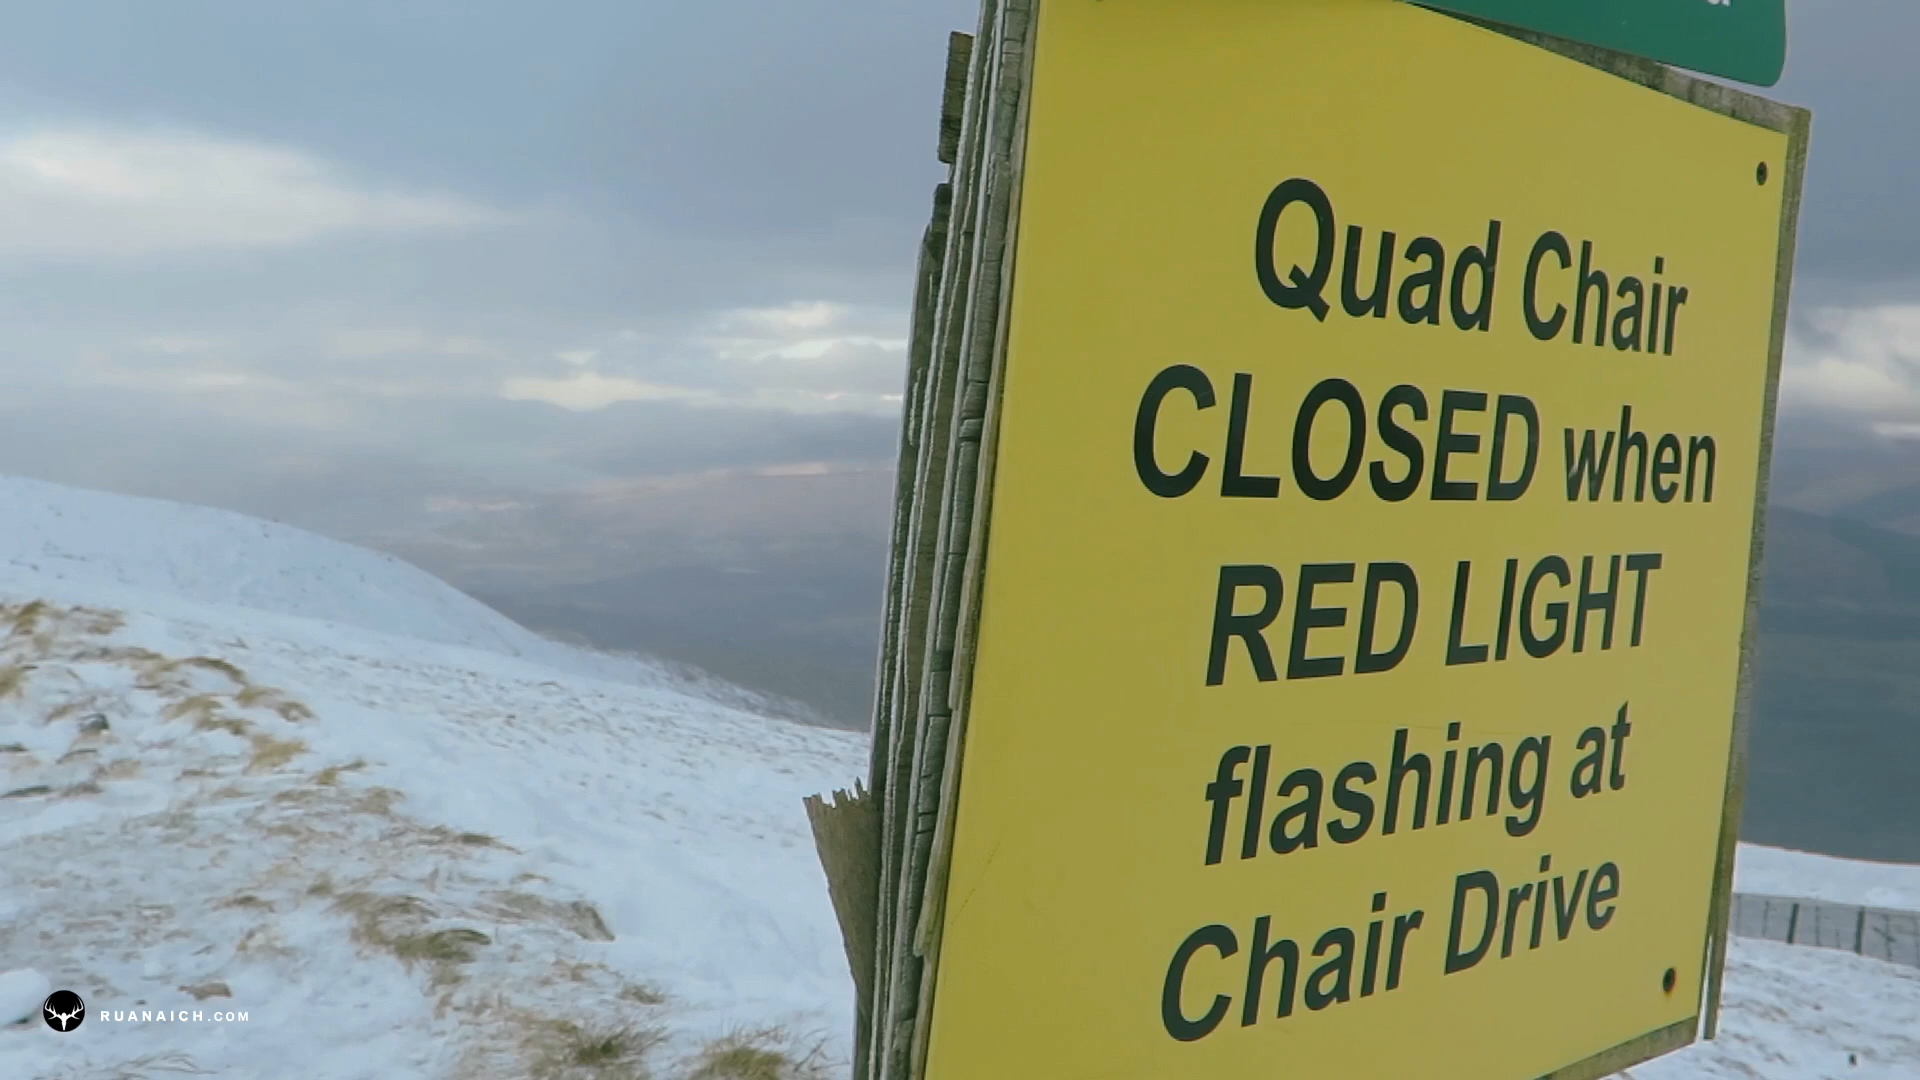 Quad Chair
CLOSED when
RED LIGHT
flashing at
Chair Drive
RUANAICH.COM